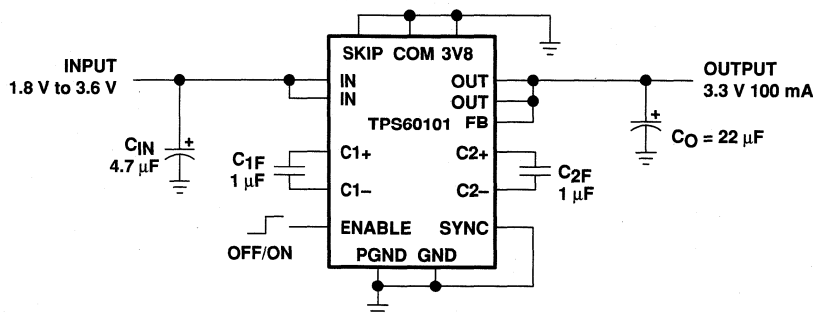 SKIP COM 3V8
INPUT
1.8 V to 3.6 V
IN
IN
OUT
OUT
TPS60101 FB
OUTPUT
3.3 V 100 mA
CIN
4.7 µF
+
+
CO = 22 µF
C1F
1 µF
C1+
C1–
C2+
C2–
C2F
1 µF
OFF/ON
ENABLE SYNC
PGND GND